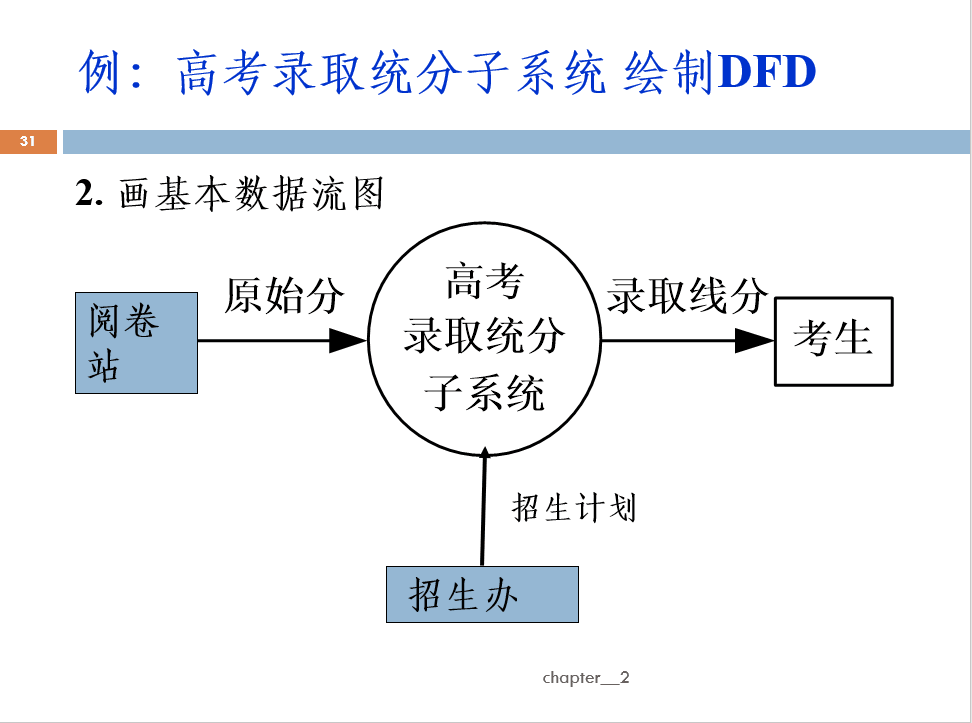 例：高考录取统分子系统 绘制DFD
31
2. 画基本数据流图
原始分
阅卷
站
高考
录取统分
子系统
录取线分
考生
招生计划
招生办
chapter__2